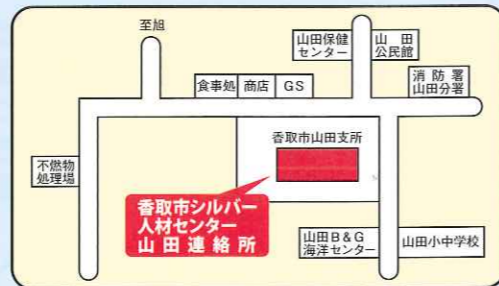 至旭
山田保健
センター
山田
公民館
消防署
山田分署
食事処
商店
GS
香取市山田支所
不燃物
処理場
香取市シルバー
人材センター
山田連絡所
山田B&G
海洋センター
山田小中学校